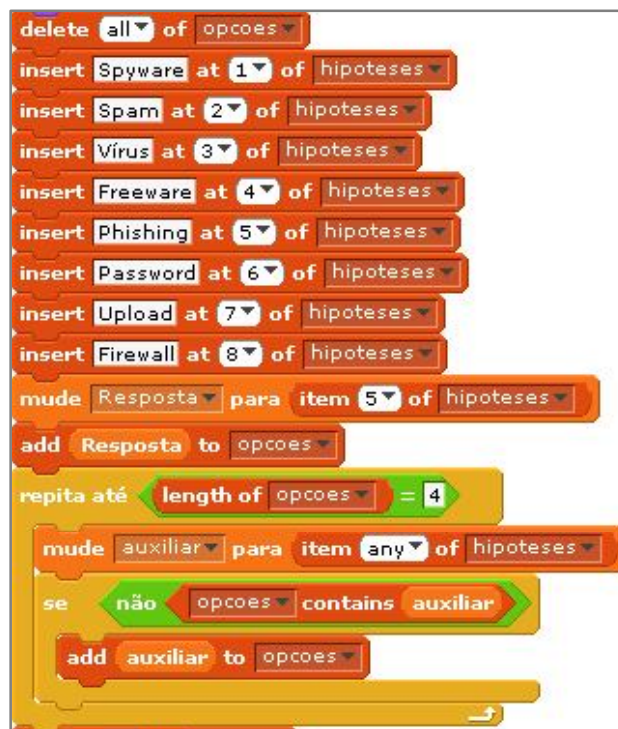 delete all of opcoes
insert Spyware at 1 of hipoteses
insert Spam at 2 of hipoteses
insert Vírus at 3 of hipoteses
insert Freeware at 4 of hipoteses
insert Phishing at 5 of hipoteses
insert Password at 6 of hipoteses
insert Upload at 7 of hipoteses
insert Firewall at 8 of hipoteses
mude Resposta para item 5 of hipoteses
add Resposta to opcoes
repita até length of opcoes = 4
mude auxiliar para item any of hipoteses
se não opcoes contains auxiliar
add auxiliar to opcoes